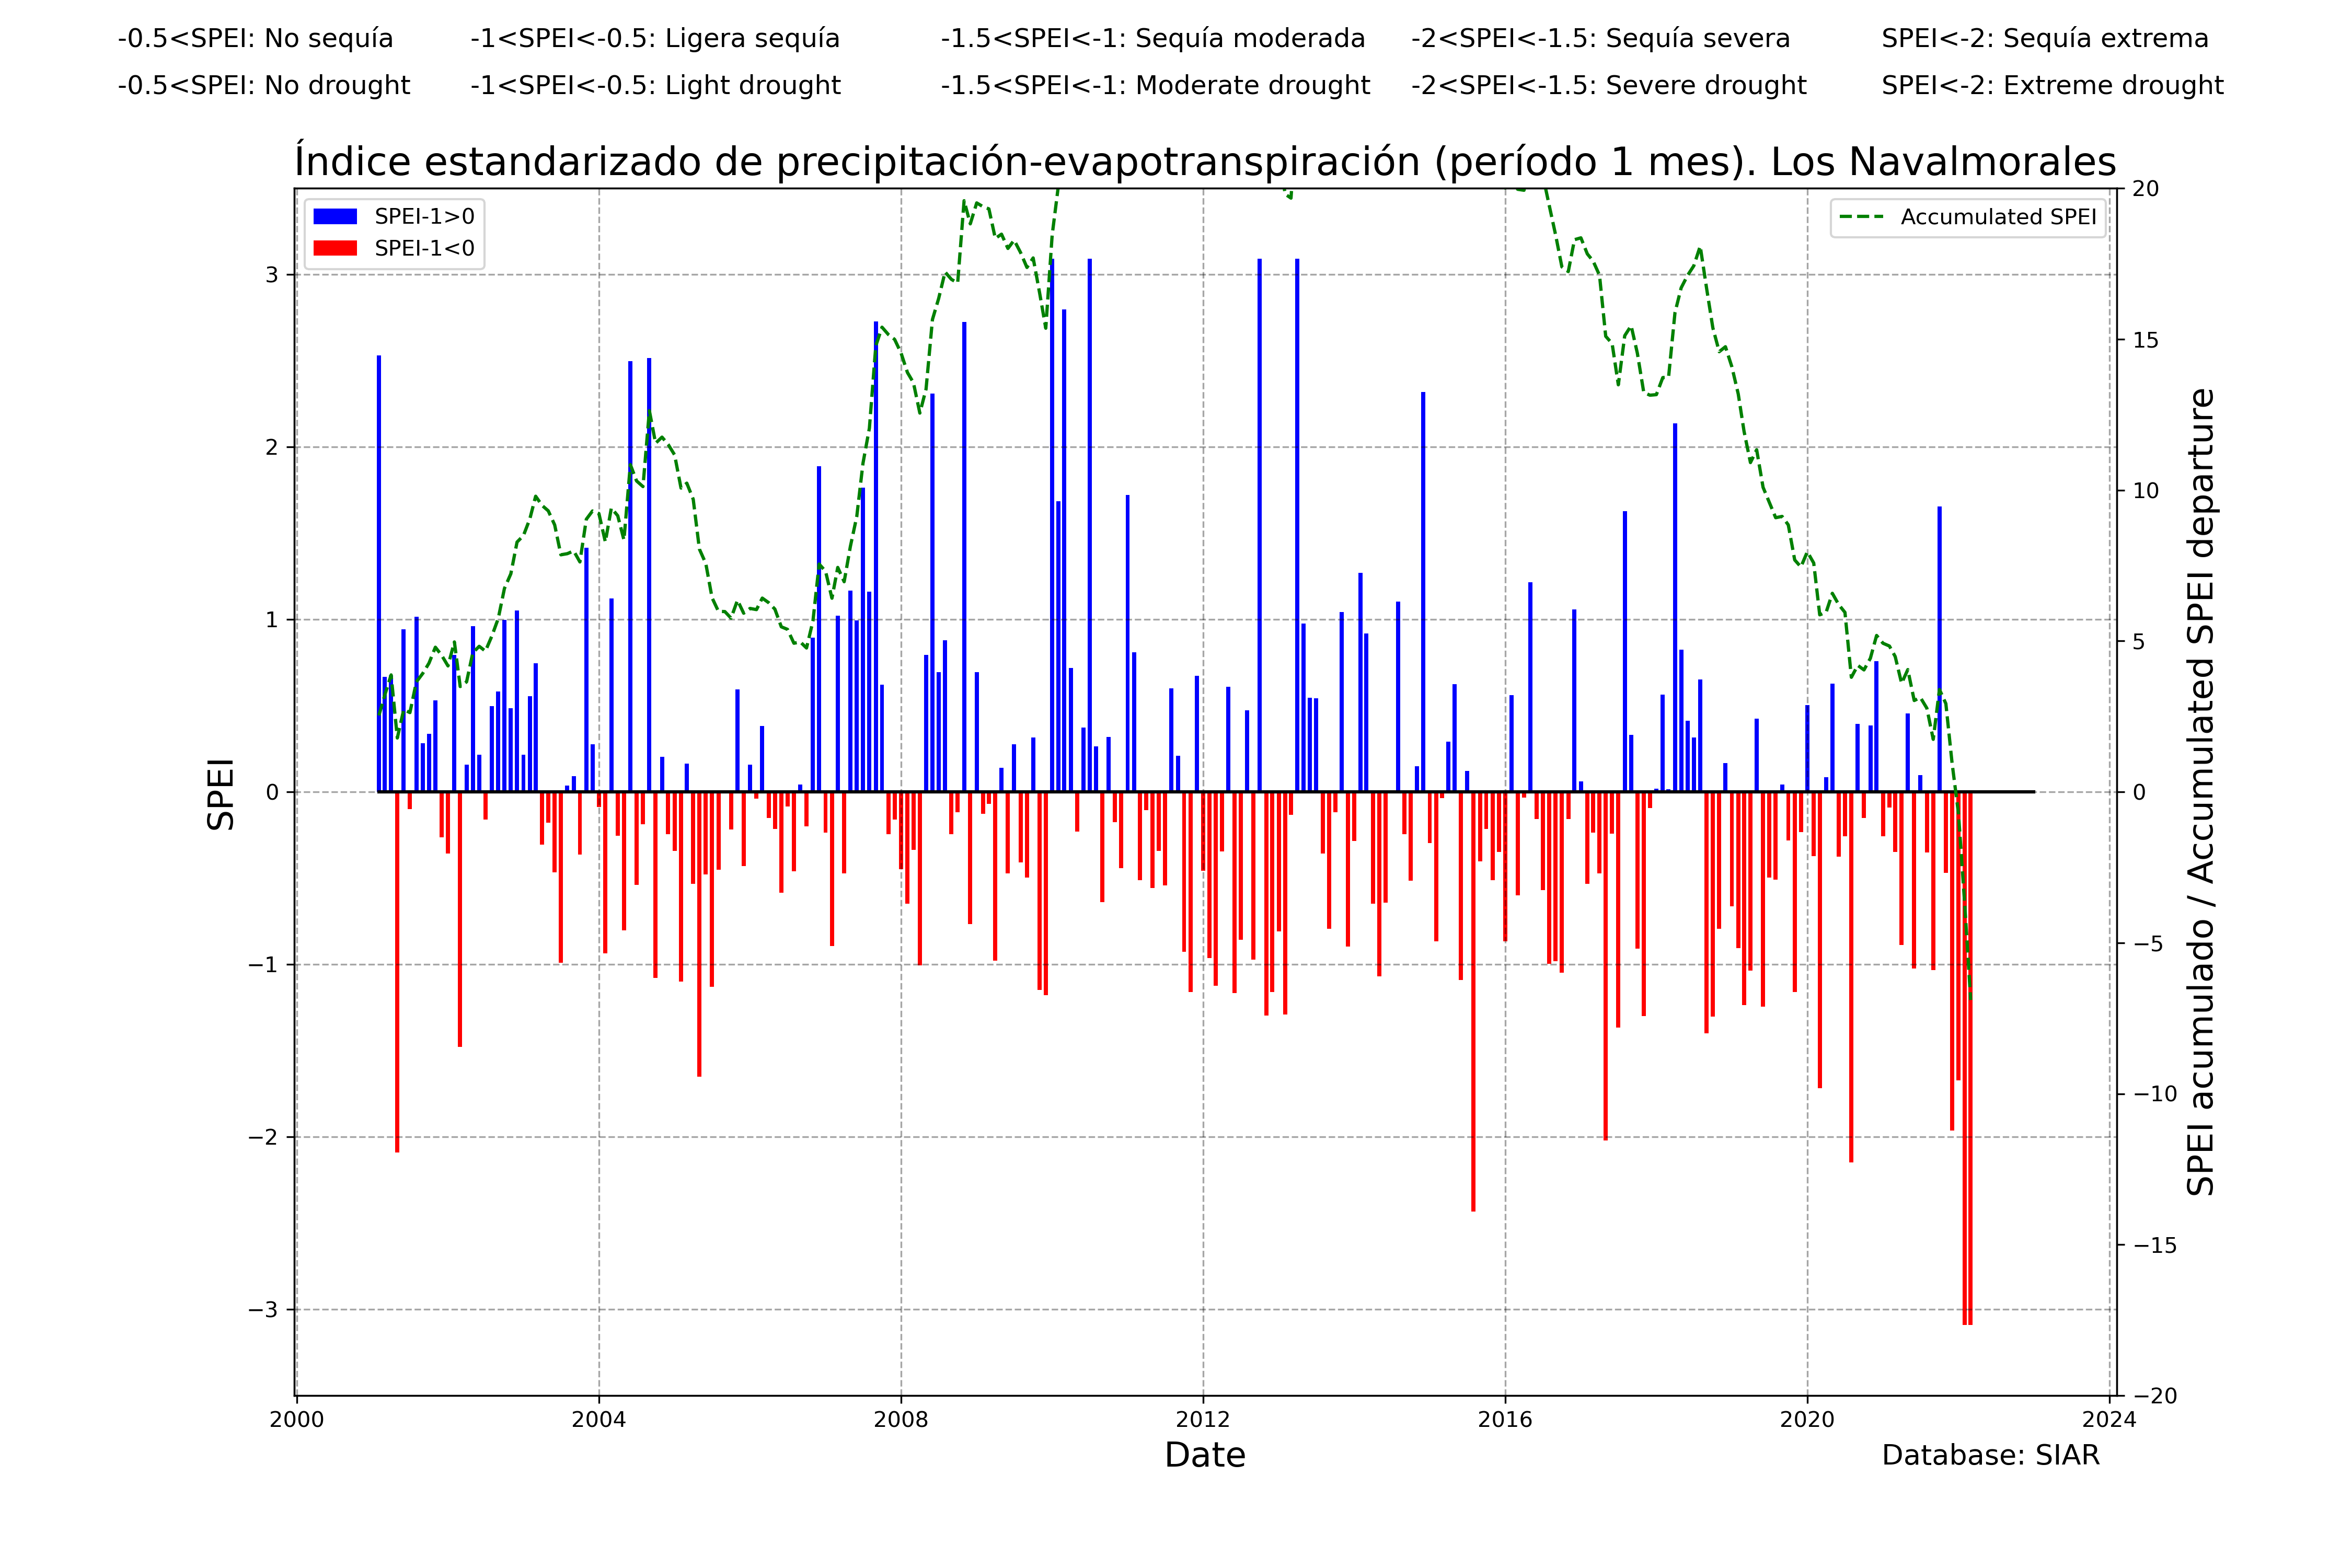 -0.5<SPEI: No sequía -1<SPEI<-0.5: Ligera sequía -1.5<SPEI<-1: Sequía moderada -2<SPEI<-1.5: Sequía severa SPEI<-2: Sequía extrema
-0.5<SPEI: No drought -1<SPEI<-0.5: Light drought -1.5<SPEI<-1: Moderate drought -2<SPEI<-1.5: Severe drought SPEI<-2: Extreme drought
Índice estandarizado de precipitación-evapotranspiración (período 1 mes). Los Navalmorales
SPEI-1>0
SPEI-1<0
Accumulated SPEI
SPEI
3
2
1
0
−1
−2
−3
20
15
10
5
0
−5
−10
−15
−20
SPEI acumulado / Accumulated SPEI departure
2000 2004 2008 2012 2016 2020 2024
Date
Database: SIAR